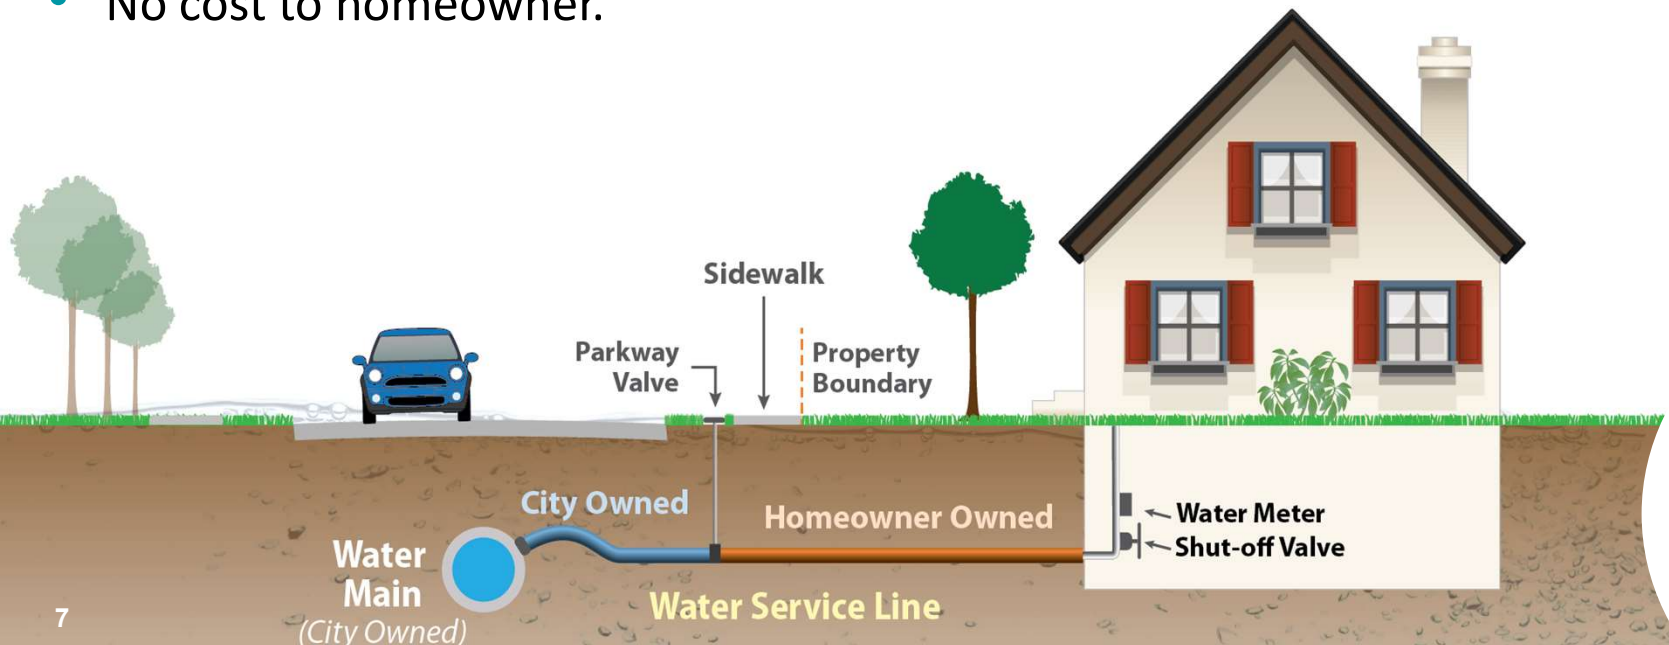 • No cost to homeowner.
Sidewalk
Parkway
Valve
Property
Boundary
City Owned
Homeowner Owned
Water Meter
Shut-off Valve
Water
Main
(City Owned)
Water Service Line
7